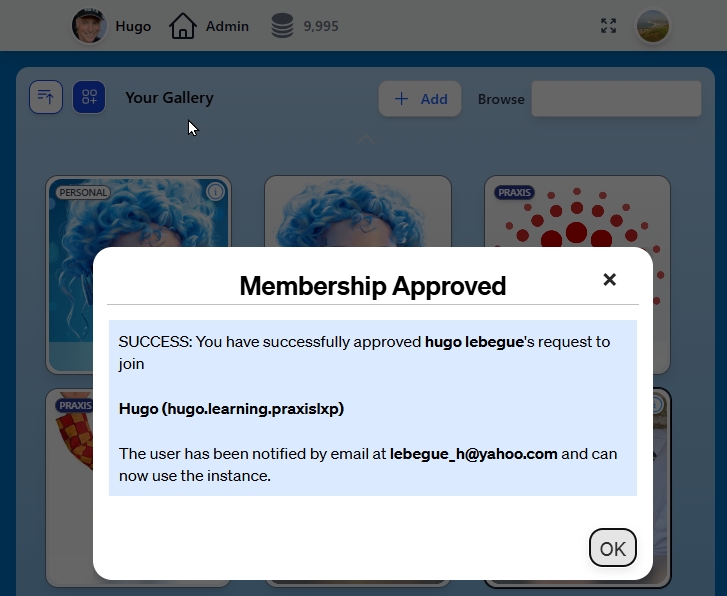 Hugo Admin 9,995
Your Gallery + Add Browse
PERSONAL
PRAXIS
Membership Approved ×
SUCCESS: You have successfully approved hugo lebegue's request to
join
Hugo (hugo.learning.praxislxp)
The user has been notified by email at lebegue_h@yahoo.com and can
now use the instance.
PRAXIS
OK